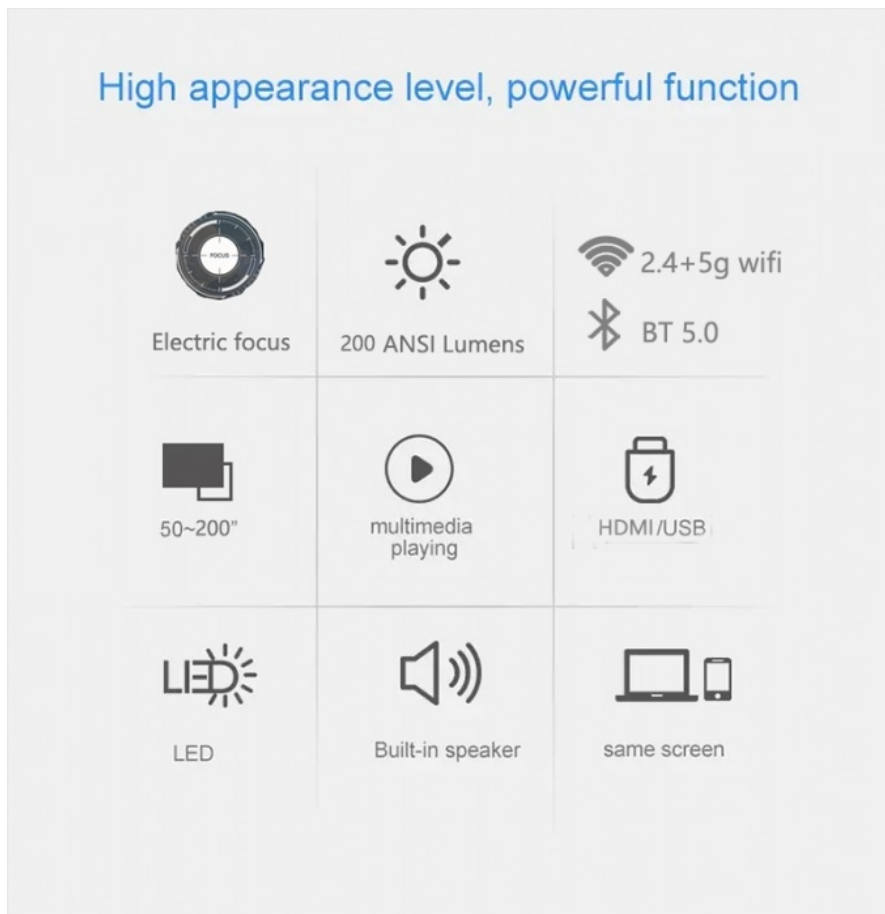 High appearance level, powerful function
FOCUS
Electric focus
200 ANSI Lumens
2.4+5g wifi
BT 5.0
50~200"
multimedia
playing
HDMI/USB
LED
LED
Built-in speaker
same screen